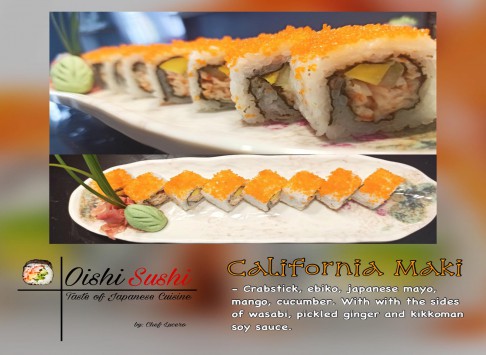 California Maki
- Crabstick, ebiko, japanese mayo,
mango, cucumber. With with the sides
of wasabi, pickled ginger and kikkoman
soy sauce.
Oishi Sushi
Taste of Japanese Cuisine
by: Chef Lucero